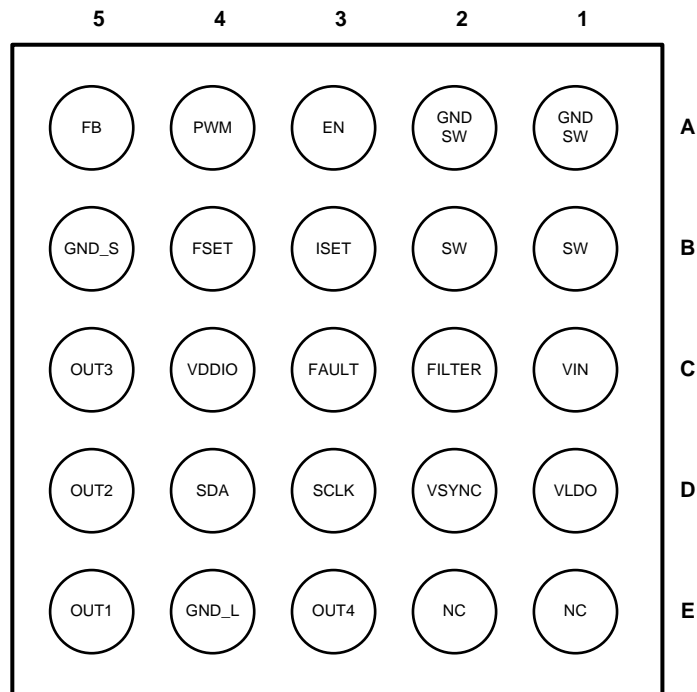 5 4 3 2 1
FB PWM EN GND SW GND SW A
GND_S FSET ISET SW SW B
OUT3 VDDIO FAULT FILTER VIN C
OUT2 SDA SCLK VSYNC VLDO D
OUT1 GND_L OUT4 NC NC E